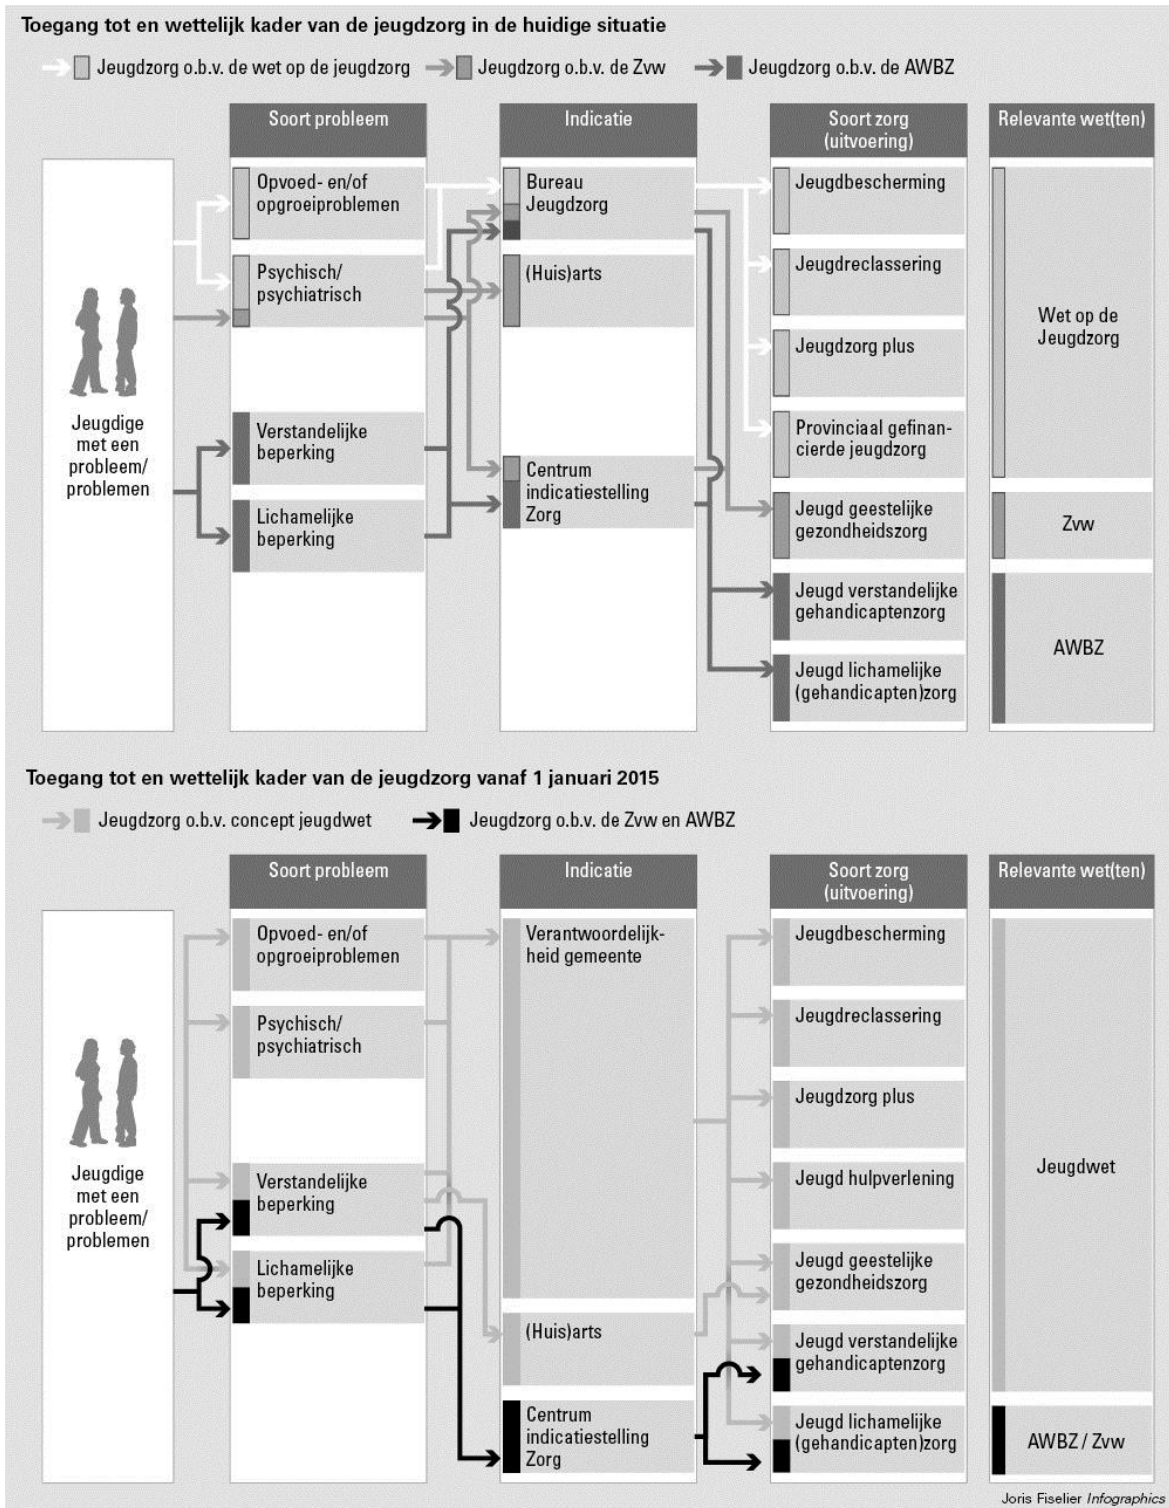 Toegang tot en wettelijk kader van de jeugdzorg in de huidige situatie
Jeugdzorg o.b.v. de wet op de jeugdzorg
Jeugdzorg o.b.v. de Zvw
Jeugdzorg o.b.v. de AWBZ
Jeugdige
met een
probleem/
problemen
Soort probleem
Opvoed- en/of
opgroeiproblemen
Psychisch/
psychiatrisch
Verstandelijke
beperking
Lichamelijke
beperking
Indicatie
Bureau
Jeugdzorg
(Huis)arts
Centrum
indicatiestelling
Zorg
Soort zorg
(uitvoering)
Jeugdbescherming
Jeugdreclassering
Jeugdzorg plus
Provinciaal gefinan-
cierde jeugdzorg
Jeugd geestelijke
gezondheidszorg
Jeugd verstandelijke
gehandicaptenzorg
Jeugd lichamelijke
(gehandicapten)zorg
Relevante wet(ten)
Wet op de
Jeugdzorg
Zvw
AWBZ
Toegang tot en wettelijk kader van de jeugdzorg vanaf 1 januari 2015
Jeugdzorg o.b.v. concept jeugdwet
Jeugdzorg o.b.v. de Zvw en AWBZ
Jeugdige
met een
probleem/
problemen
Soort probleem
Opvoed- en/of
opgroeiproblemen
Psychisch/
psychiatrisch
Verstandelijke
beperking
Lichamelijke
beperking
Indicatie
Verantwoordelijk-
heid gemeente
(Huis)arts
Centrum
indicatiestelling
Zorg
Soort zorg
(uitvoering)
Jeugdbescherming
Jeugdreclassering
Jeugdzorg plus
Jeugd hulpverlening
Jeugd geestelijke
gezondheidszorg
Jeugd verstandelijke
gehandicaptenzorg
Jeugd lichamelijke
(gehandicapten)zorg
Relevante wet(ten)
Jeugdwet
AWBZ / Zvw
Joris Fiselier Infographics